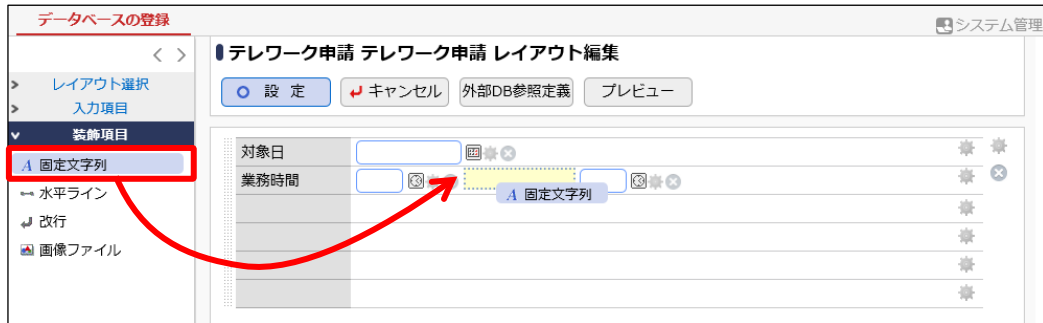 データベースの登録
システム管理
< >
テレワーク申請 テレワーク申請 レイアウト編集
レイアウト選択
入力項目
装飾項目
A 固定文字列
水平ライン
改行
画像ファイル
設 定
キャンセル
外部DB参照定義
プレビュー
対象日
業務時間
A 固定文字列